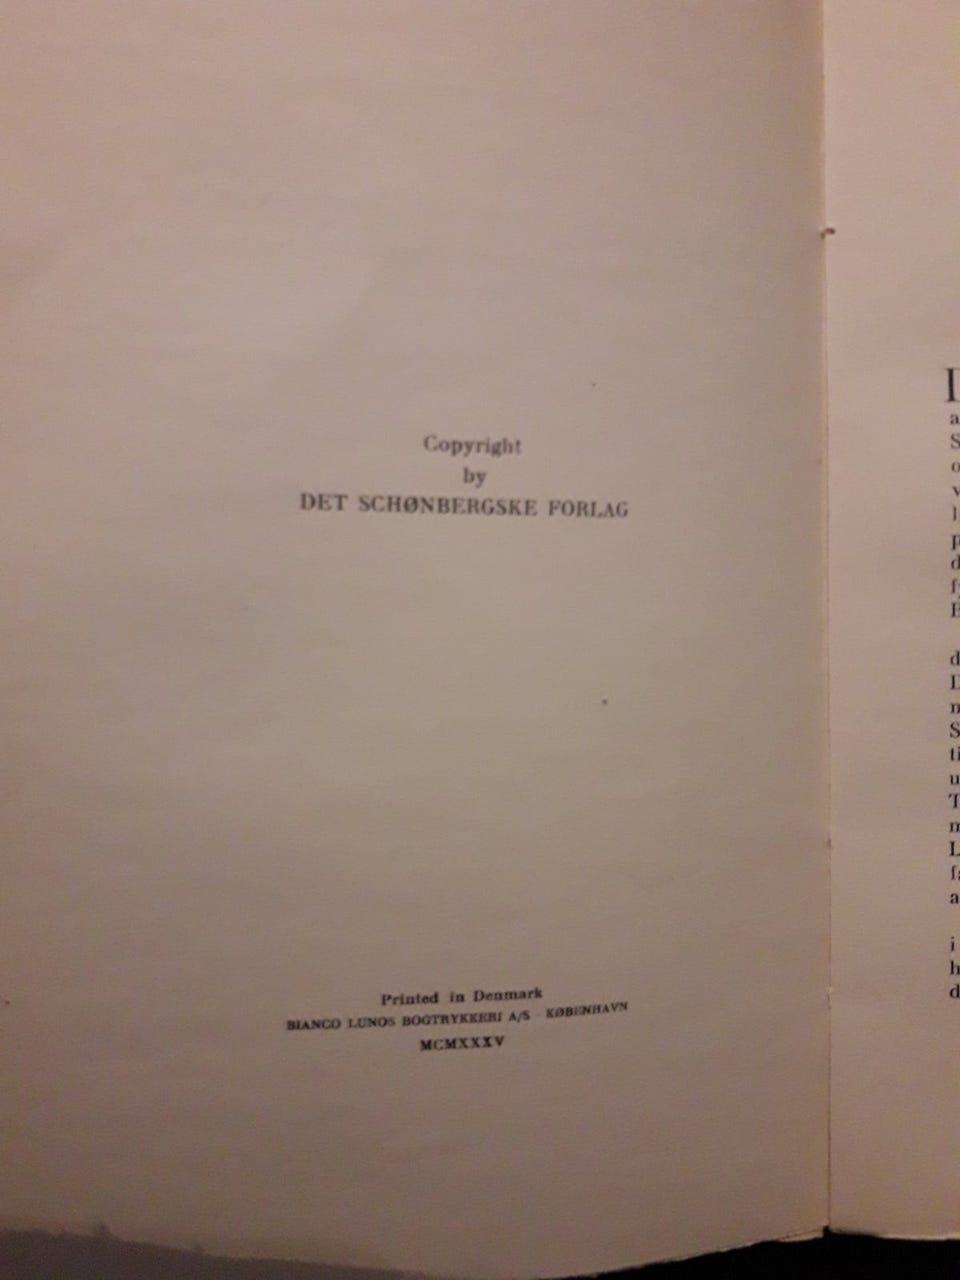 Copyright
by
DET SCHØNBERGSKE FORLAG
Printed in Denmark
BIANCO LUNOS BOGTRYKKERI A/S - KØBENHAVN
MCMXXXV